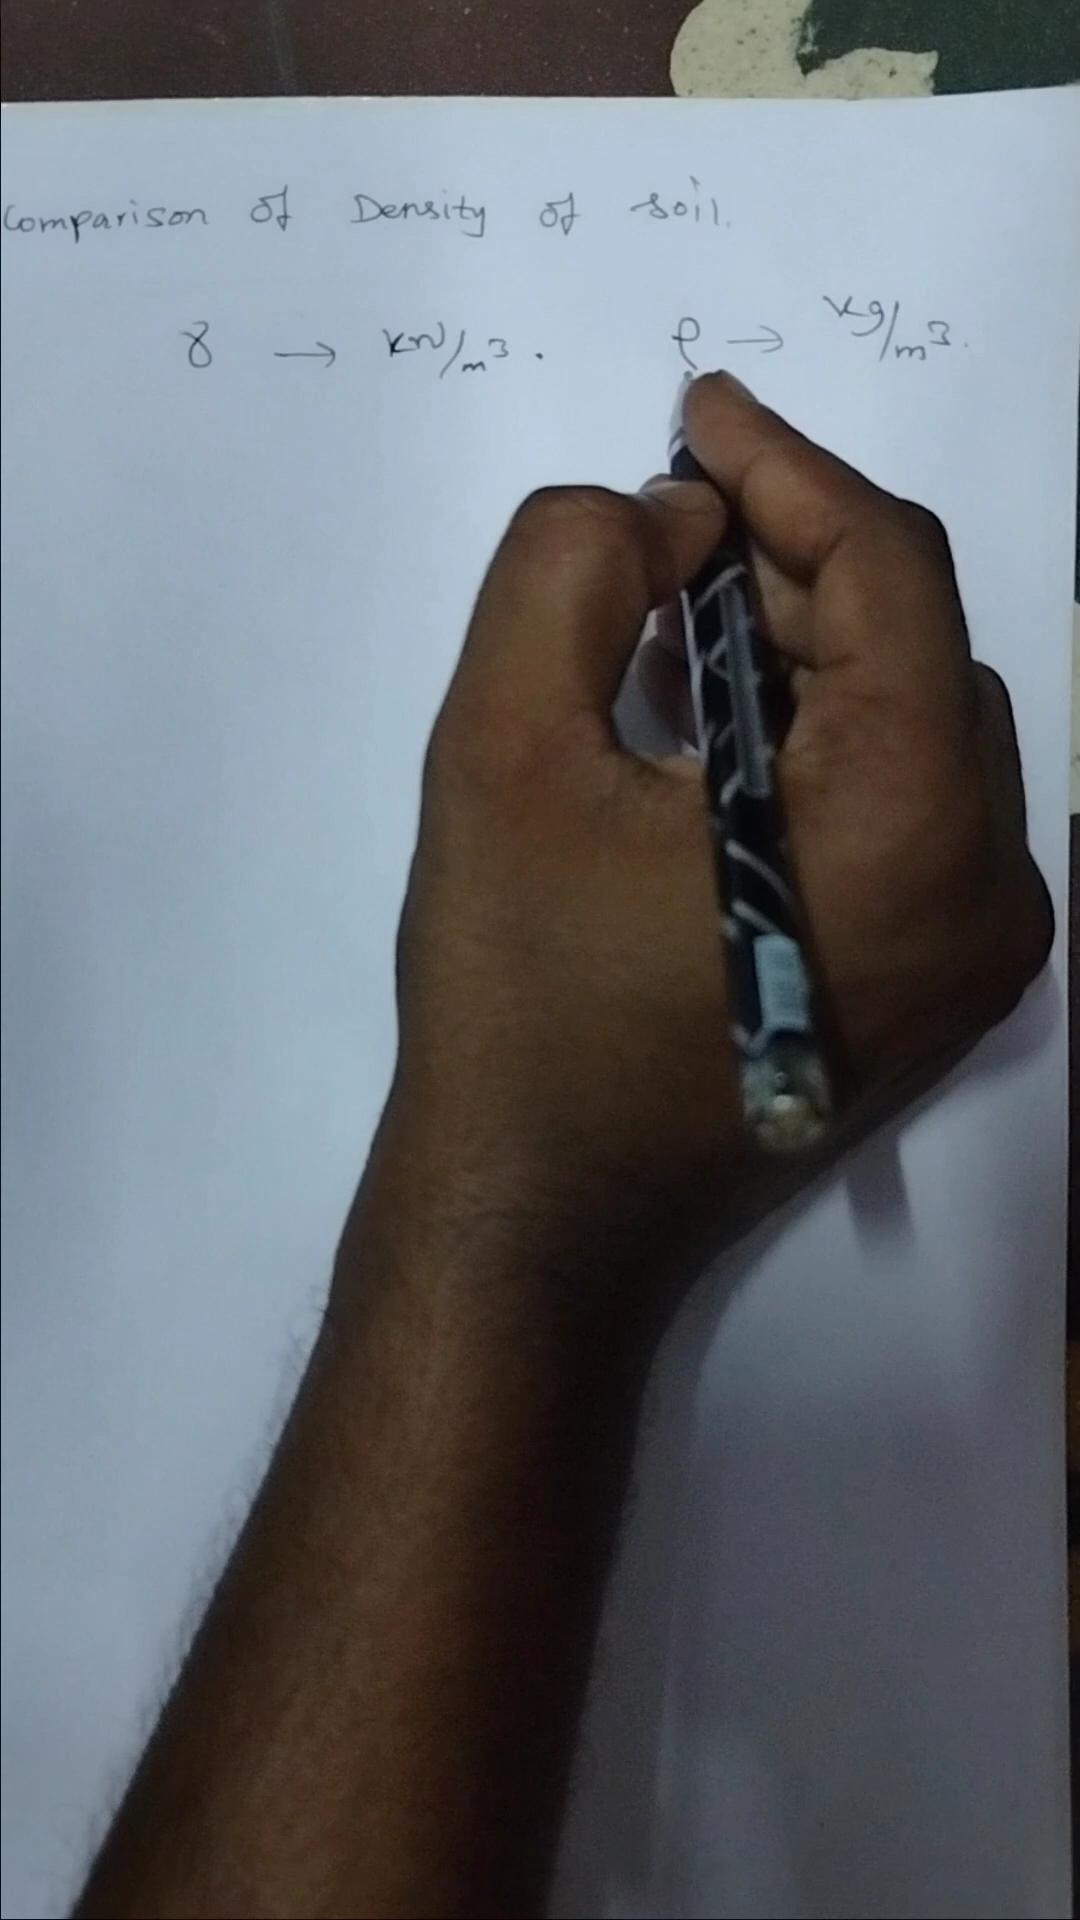 Comparison of Density of soil.
γ → kN/m³. ρ → kg/m³.